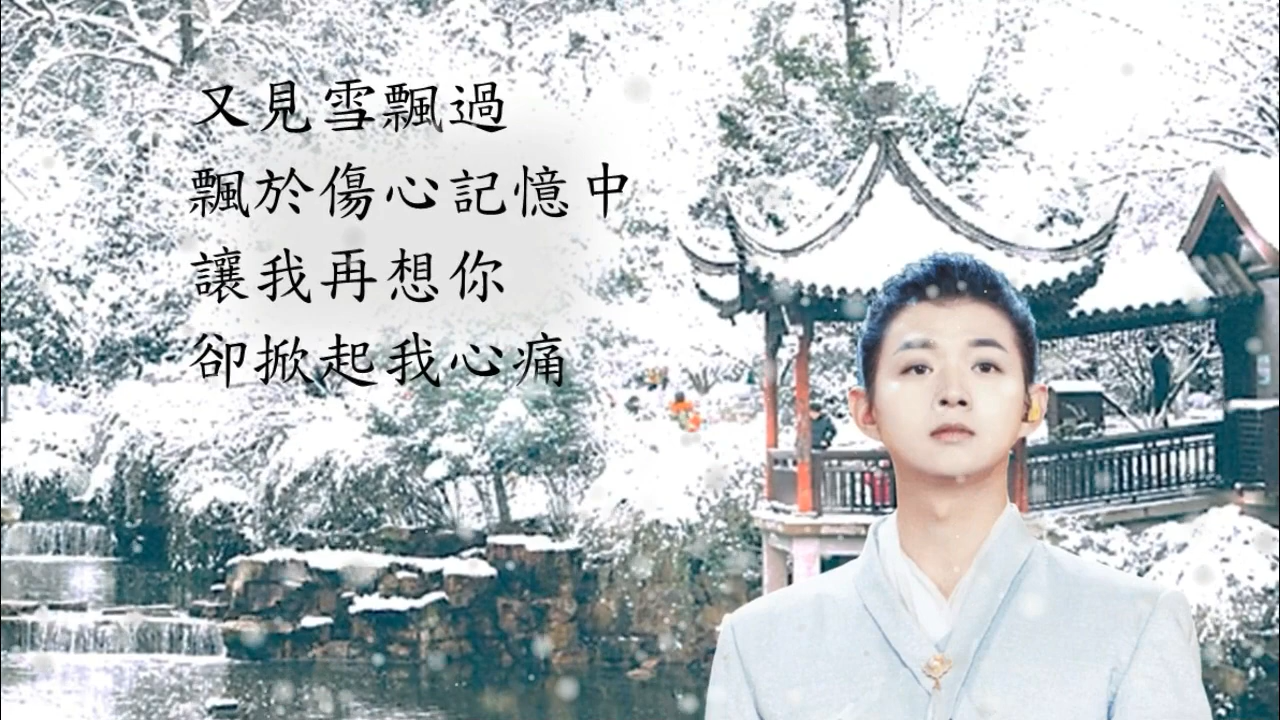 又見雪飄過
飄於傷心記憶中
讓我再想你
卻掀起我心痛